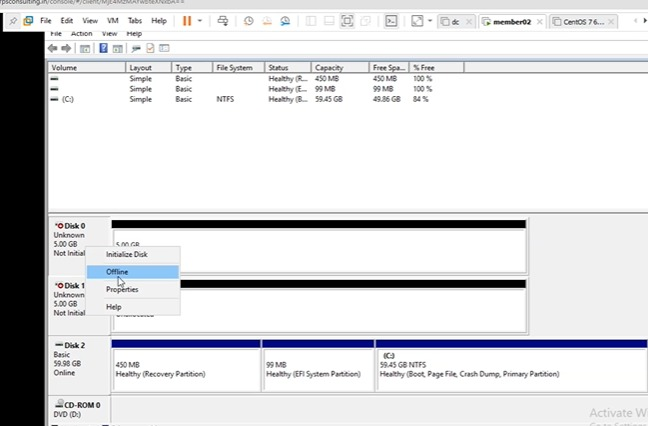 rpsconsulting.in/console/#/client/
File Edit View VM Tabs Help
dc
member02
CentOS 7 6...
File Action View Help
Volume Layout Type File System Status Capacity Free Spa... % Free
Simple Basic Healthy (R... 450 MB 450 MB 100 %
Simple Basic Healthy (E... 99 MB 99 MB 100 %
(C:) Simple Basic NTFS Healthy (B... 59.45 GB 49.86 GB 84 %
Disk 0
Unknown
5.00 GB
Not Initial
5.00 GB
Initialize Disk
Offline
Properties
Help
Disk 1
Unknown
5.00 GB
Not Initial
Unallocated
Disk 2
Basic
59.98 GB
Online
450 MB
Healthy (Recovery Partition)
99 MB
Healthy (EFI System Partition)
(C:)
59.45 GB NTFS
Healthy (Boot, Page File, Crash Dump, Primary Partition)
CD-ROM 0
DVD (D:)
Activate W